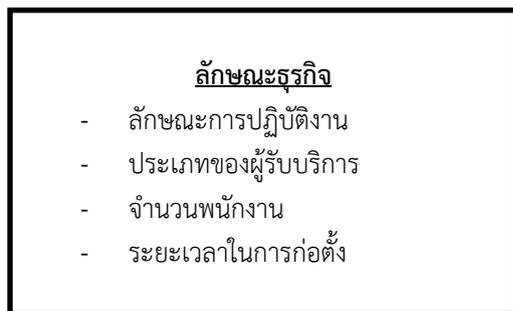 ลักษณะธุรกิจ
- ลักษณะการปฏิบัติงาน
- ประเภทของผู้รับบริการ
- จำนวนพนักงาน
- ระยะเวลาในการก่อตั้ง